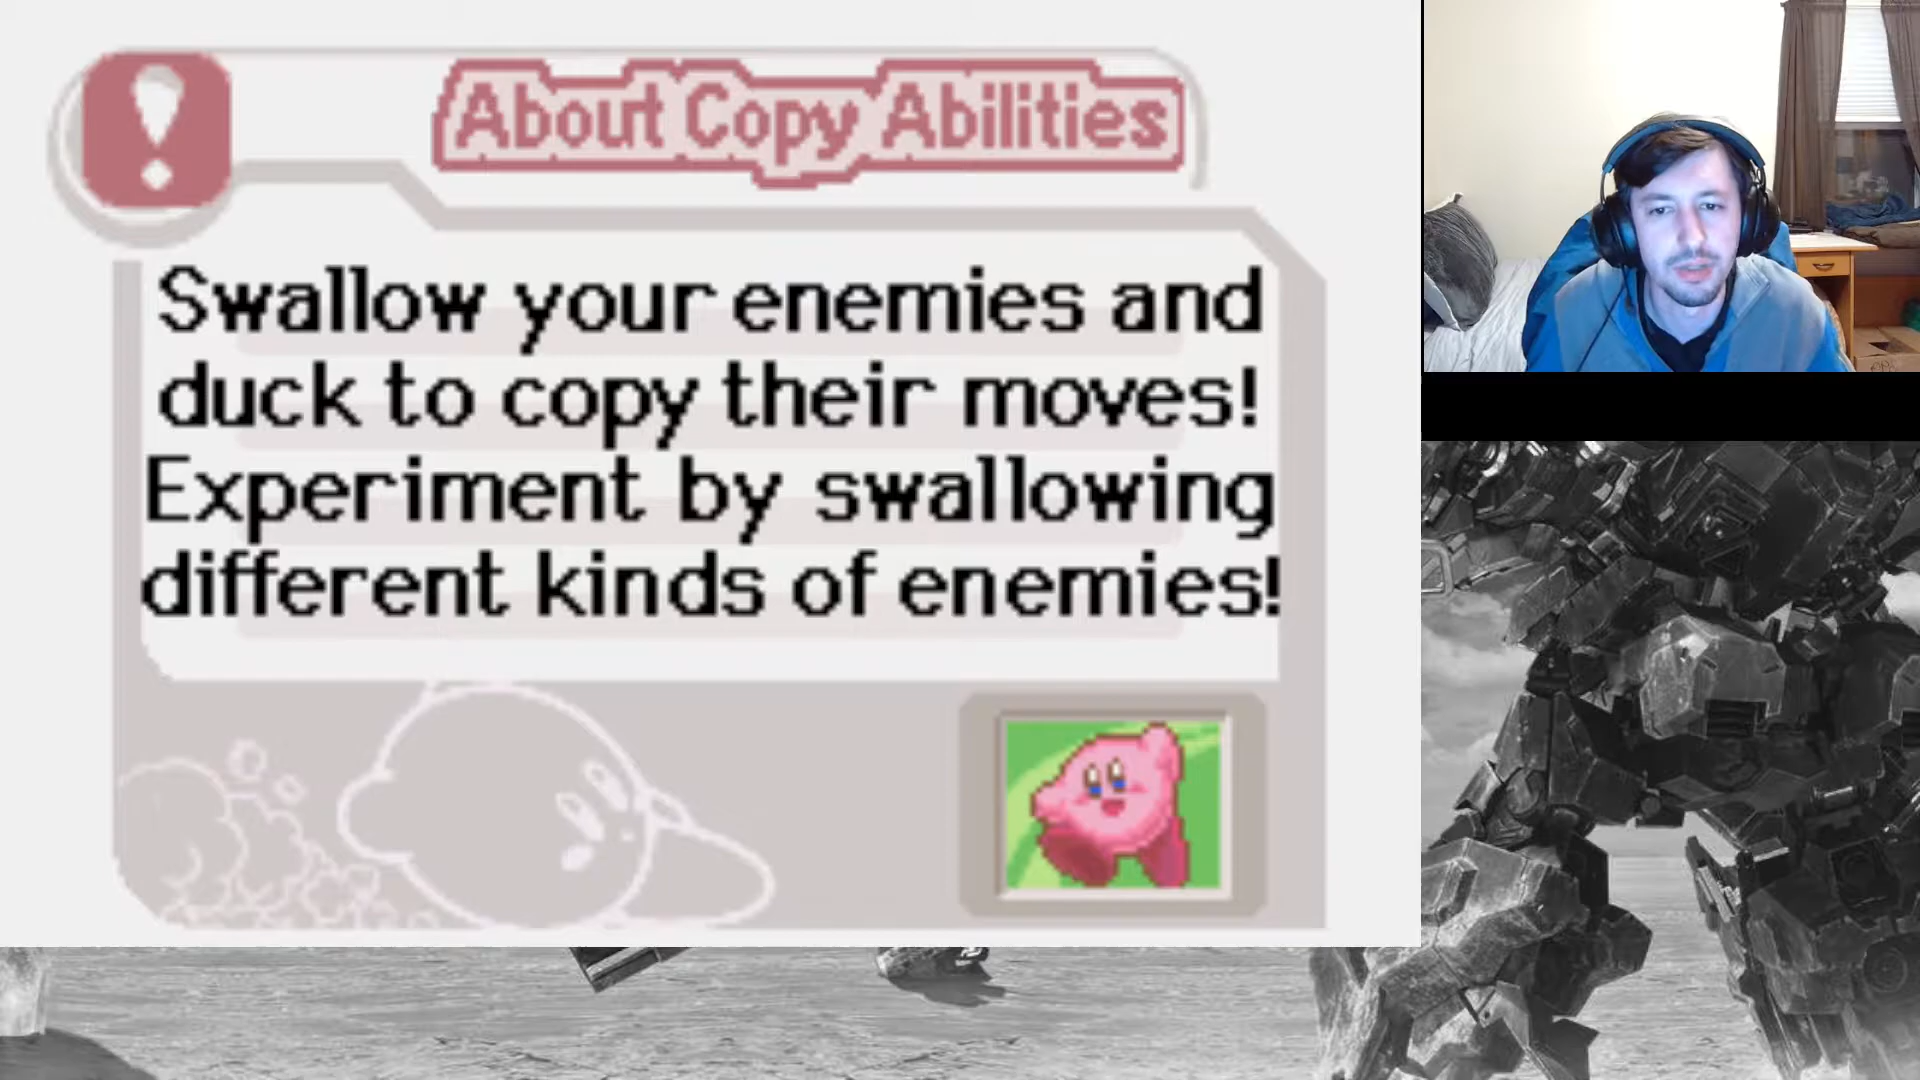 About Copy Abilities
Swallow your enemies and
duck to copy their moves!
Experiment by swallowing
different kinds of enemies!